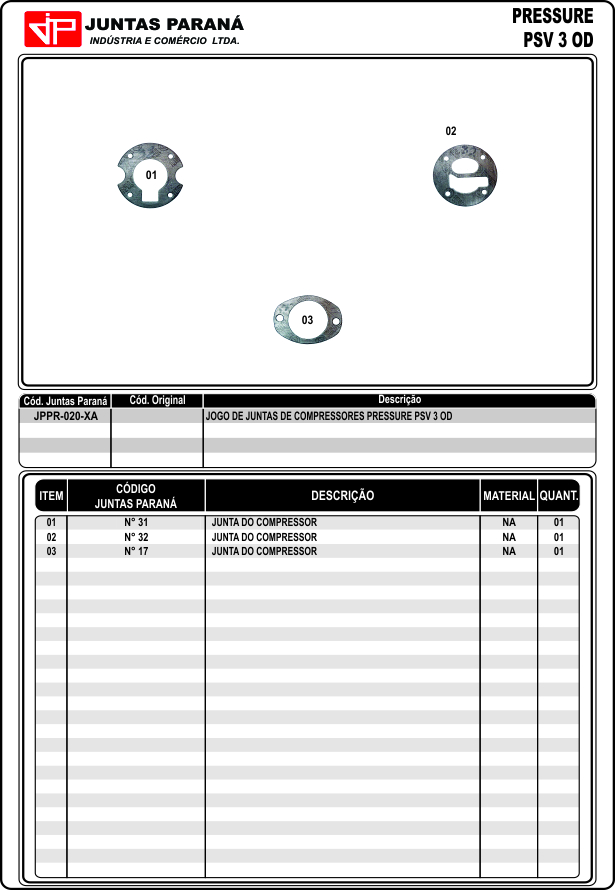 JP
JUNTAS PARANÁ
INDÚSTRIA E COMÉRCIO LTDA.
PRESSURE
PSV 3 OD
01
02
03
Cód. Juntas Paraná Cód. Original Descrição
JPPR-020-XA JOGO DE JUNTAS DE COMPRESSORES PRESSURE PSV 3 OD
ITEM CÓDIGO JUNTAS PARANÁ DESCRIÇÃO MATERIAL QUANT.
01 N° 31 JUNTA DO COMPRESSOR NA 01
02 N° 32 JUNTA DO COMPRESSOR NA 01
03 N° 17 JUNTA DO COMPRESSOR NA 01